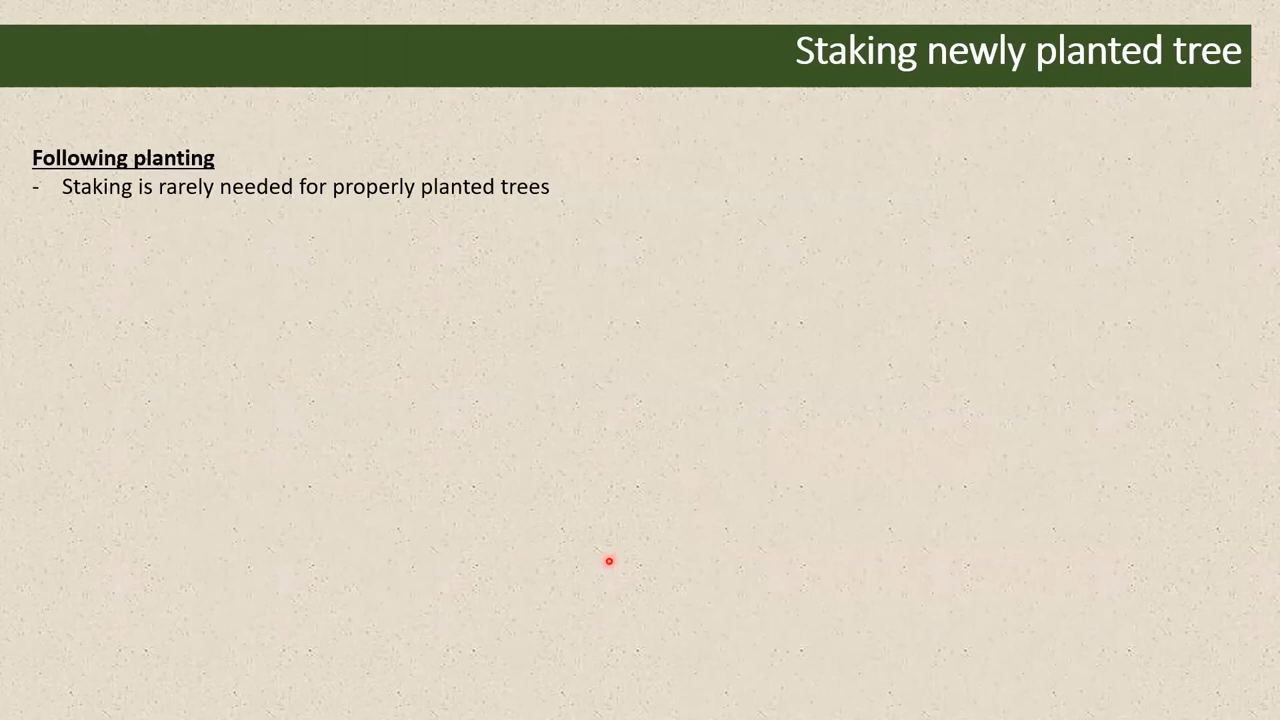 Staking newly planted tree
Following planting
- Staking is rarely needed for properly planted trees